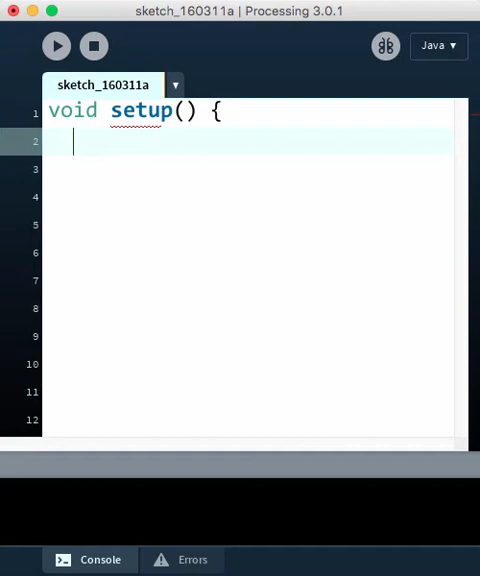 sketch_160311a | Processing 3.0.1
Java ▾
sketch_160311a ▾
1 void setup() {
2
3
4
5
6
7
8
9
10
11
12
Console Errors